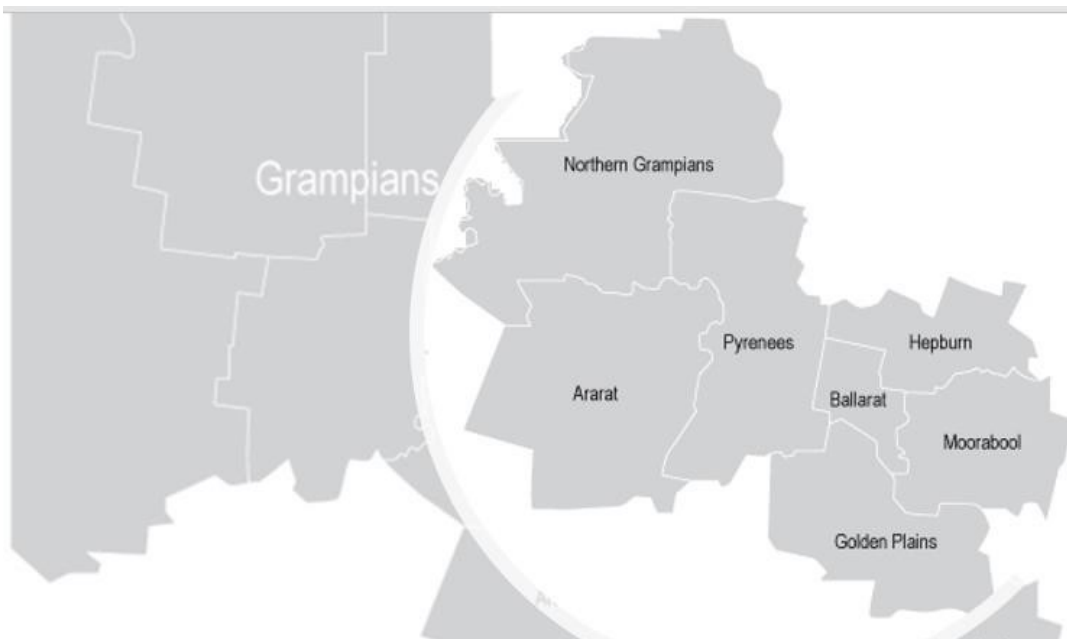 Grampians
Northern Grampians
Pyrenees
Hepburn
Ararat
Ballarat
Moorabool
Golden Plains